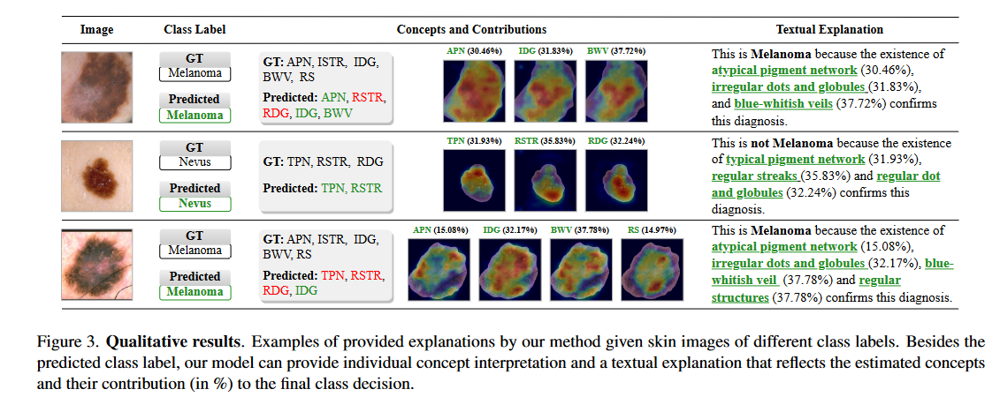 Image Class Label Concepts and Contributions Textual Explanation
GT
Melanoma
Predicted
Melanoma
GT: APN, ISTR, IDG,
BWV, RS
Predicted: APN, RSTR,
RDG, IDG, BWV
APN (30.46%) IDG (31.83%) BWV (37.72%)
This is Melanoma because the existence of
atypical pigment network (30.46%),
irregular dots and globules (31.83%),
and blue-whitish veils (37.72%) confirms
this diagnosis.
GT
Nevus
Predicted
Nevus
GT: TPN, RSTR, RDG
Predicted: TPN, RSTR
TPN (31.93%) RSTR (35.83%) RDG (32.24%)
This is not Melanoma because the existence
of typical pigment network (31.93%),
regular streaks (35.83%) and regular dot
and globules (32.24%) confirms this
diagnosis.
GT
Melanoma
Predicted
Melanoma
GT: APN, ISTR, IDG,
BWV, RS
Predicted: TPN, RSTR,
RDG, IDG
APN (15.08%) IDG (32.17%) BWV (37.78%) RS (14.97%)
This is Melanoma because the existence of
atypical pigment network (15.08%),
irregular dots and globules (32.17%), blue-
whitish veil (37.78%) and regular
structures (37.78%) confirms this diagnosis.
Figure 3. Qualitative results. Examples of provided explanations by our method given skin images of different class labels. Besides the
predicted class label, our model can provide individual concept interpretation and a textual explanation that reflects the estimated concepts
and their contribution (in %) to the final class decision.